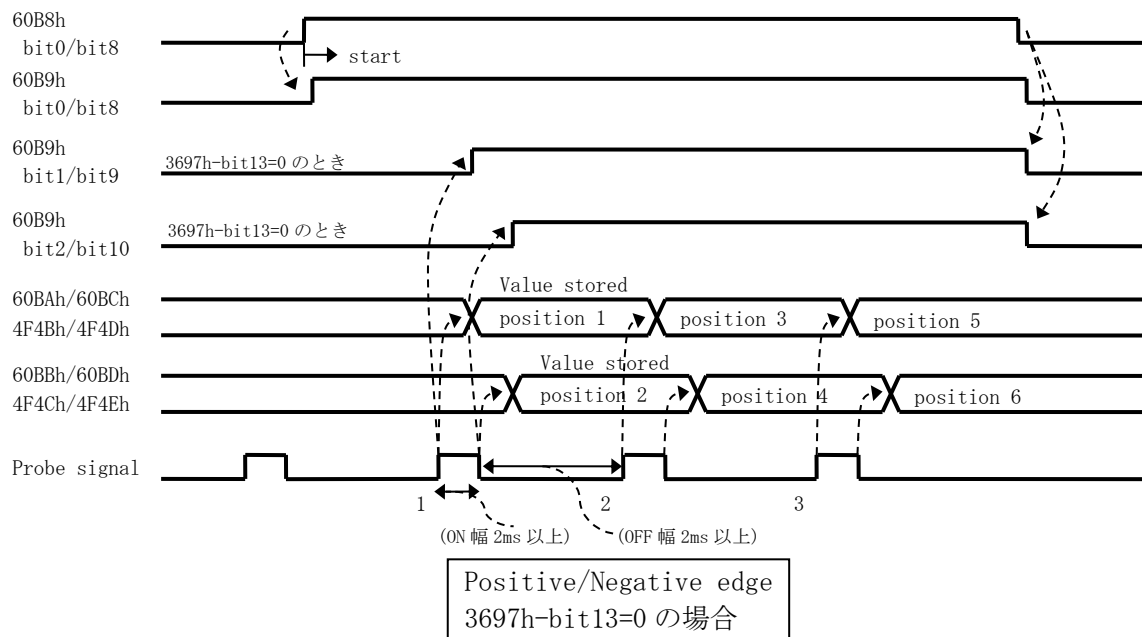 60B8h
bit0/bit8
start
60B9h
bit0/bit8
60B9h
bit1/bit9
3697h-bit13=0 のとき
60B9h
bit2/bit10
3697h-bit13=0 のとき
Value stored
60BAh/60BCh
4F4Bh/4F4Dh
position 1
position 3
position 5
Value stored
60BBh/60BDh
4F4Ch/4F4Eh
position 2
position 4
position 6
Probe signal
1
2
3
(ON 幅 2ms 以上)
(OFF 幅 2ms 以上)
Positive/Negative edge
3697h-bit13=0 の場合